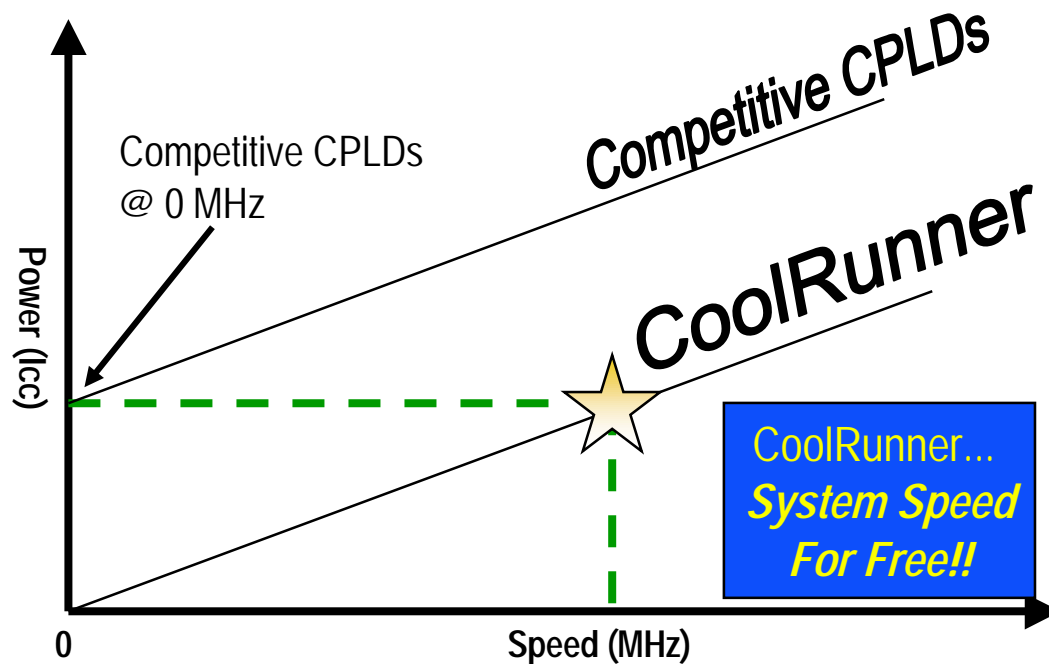 Competitive CPLDs
Competitive CPLDs
@ 0 MHz
CoolRunner
Power (Icc)
CoolRunner...
System Speed
For Free!!
0
Speed (MHz)